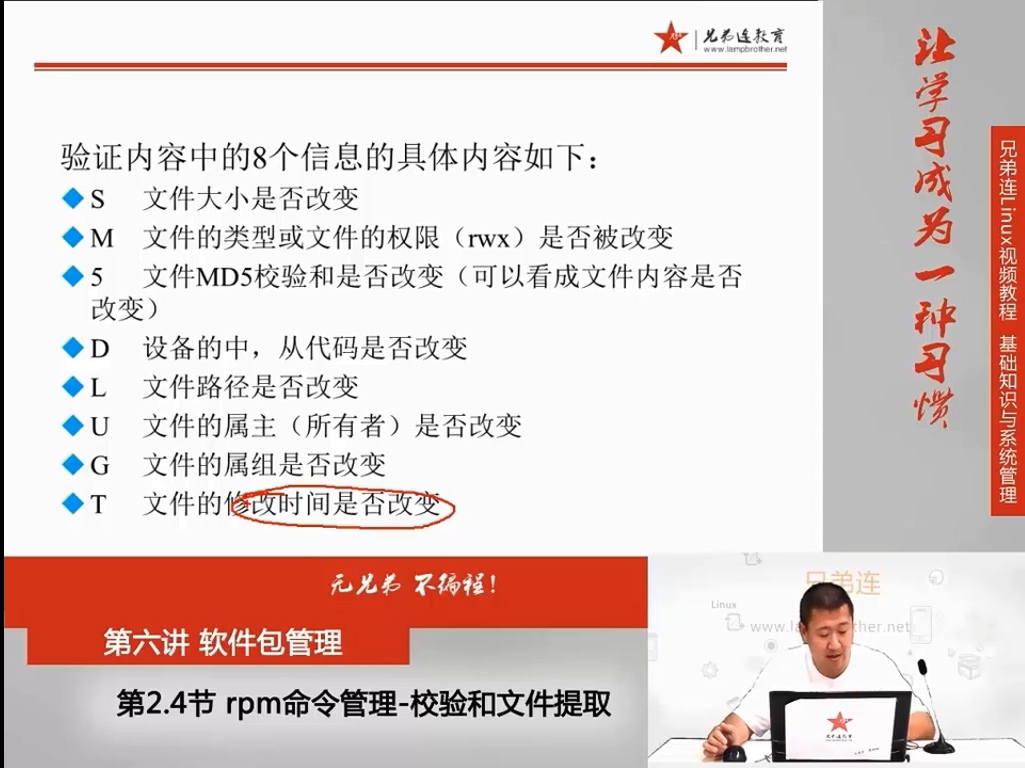 兄弟连教育
www.lampbrother.net
验证内容中的8个信息的具体内容如下：
S 文件大小是否改变
M 文件的类型或文件的权限（rwx）是否被改变
5 文件MD5校验和是否改变（可以看成文件内容是否
改变）
D 设备的中，从代码是否改变
L 文件路径是否改变
U 文件的属主（所有者）是否改变
G 文件的属组是否改变
T 文件的修改时间是否改变
让学习成为一种习惯
兄弟连Linux视频教程 基础知识与系统管理
无兄弟 不编程！
第六讲 软件包管理
第2.4节 rpm命令管理-校验和文件提取
兄弟连
Linux